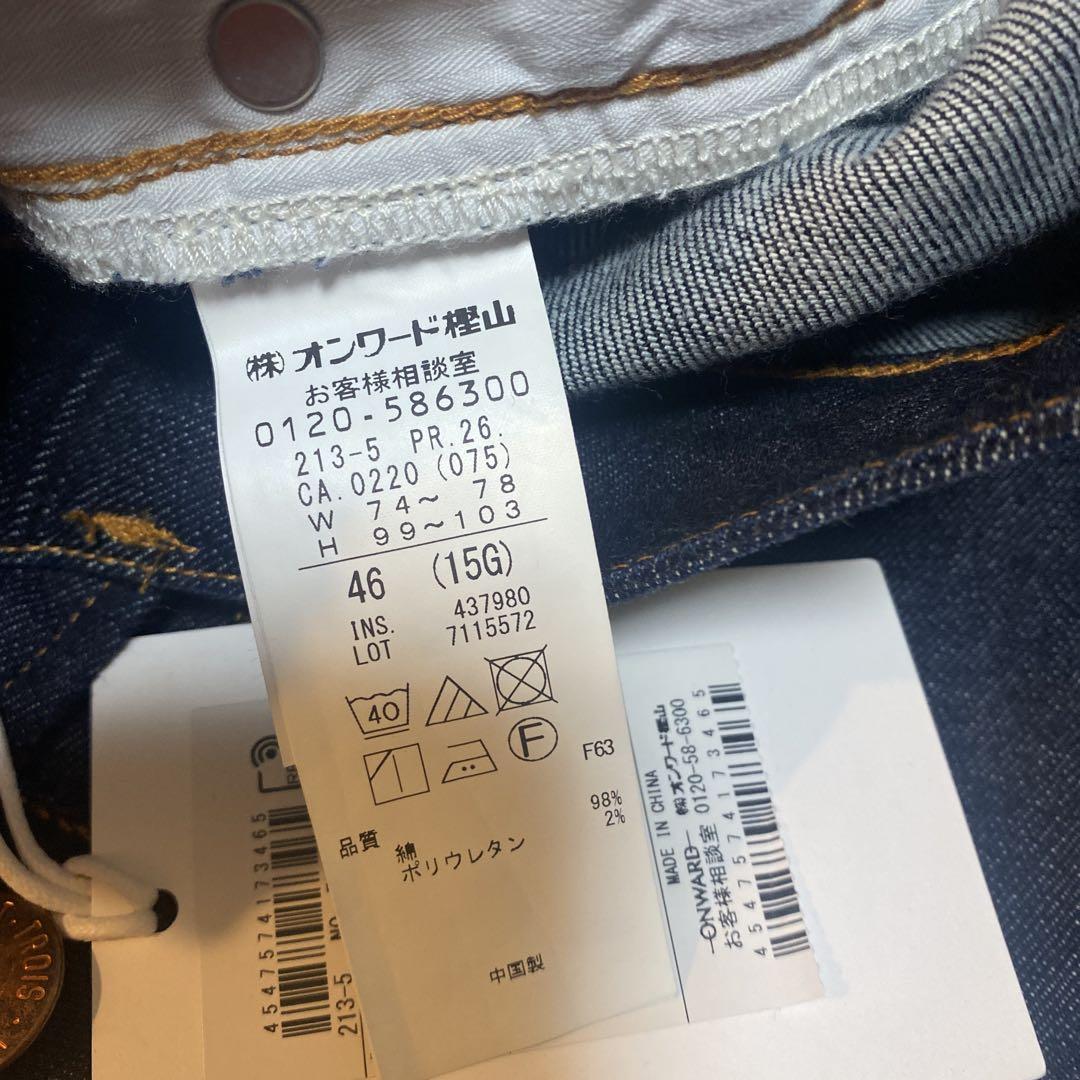 (株)オンワード樫山
お客様相談室
0120-586300
213-5 PR.26.
CA.0220 (075)
W 74～ 78
H 99～103
46 (15G)
INS. 437980
LOT 7115572
40
F
F63
品質 綿 98%
ポリウレタン 2%
中国製
4547574173465
213-5 NO
MADE IN CHINA
ONWARD (株)オンワード樫山
お客様相談室 0120-58-6300
4547574173465